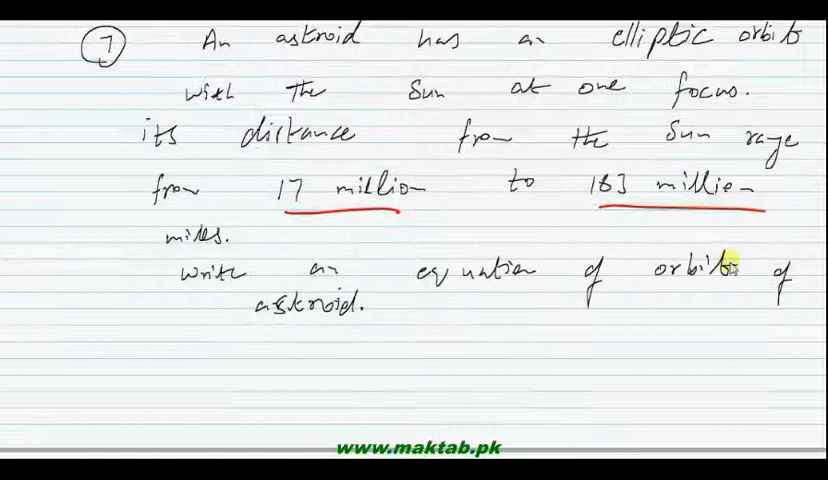 7 An astroid has an elliptic orbit
with the Sun at one focus.
its distance from the Sun range
from 17 million to 183 million
miles.
write an equation of orbit of
astroid.
www.maktab.pk